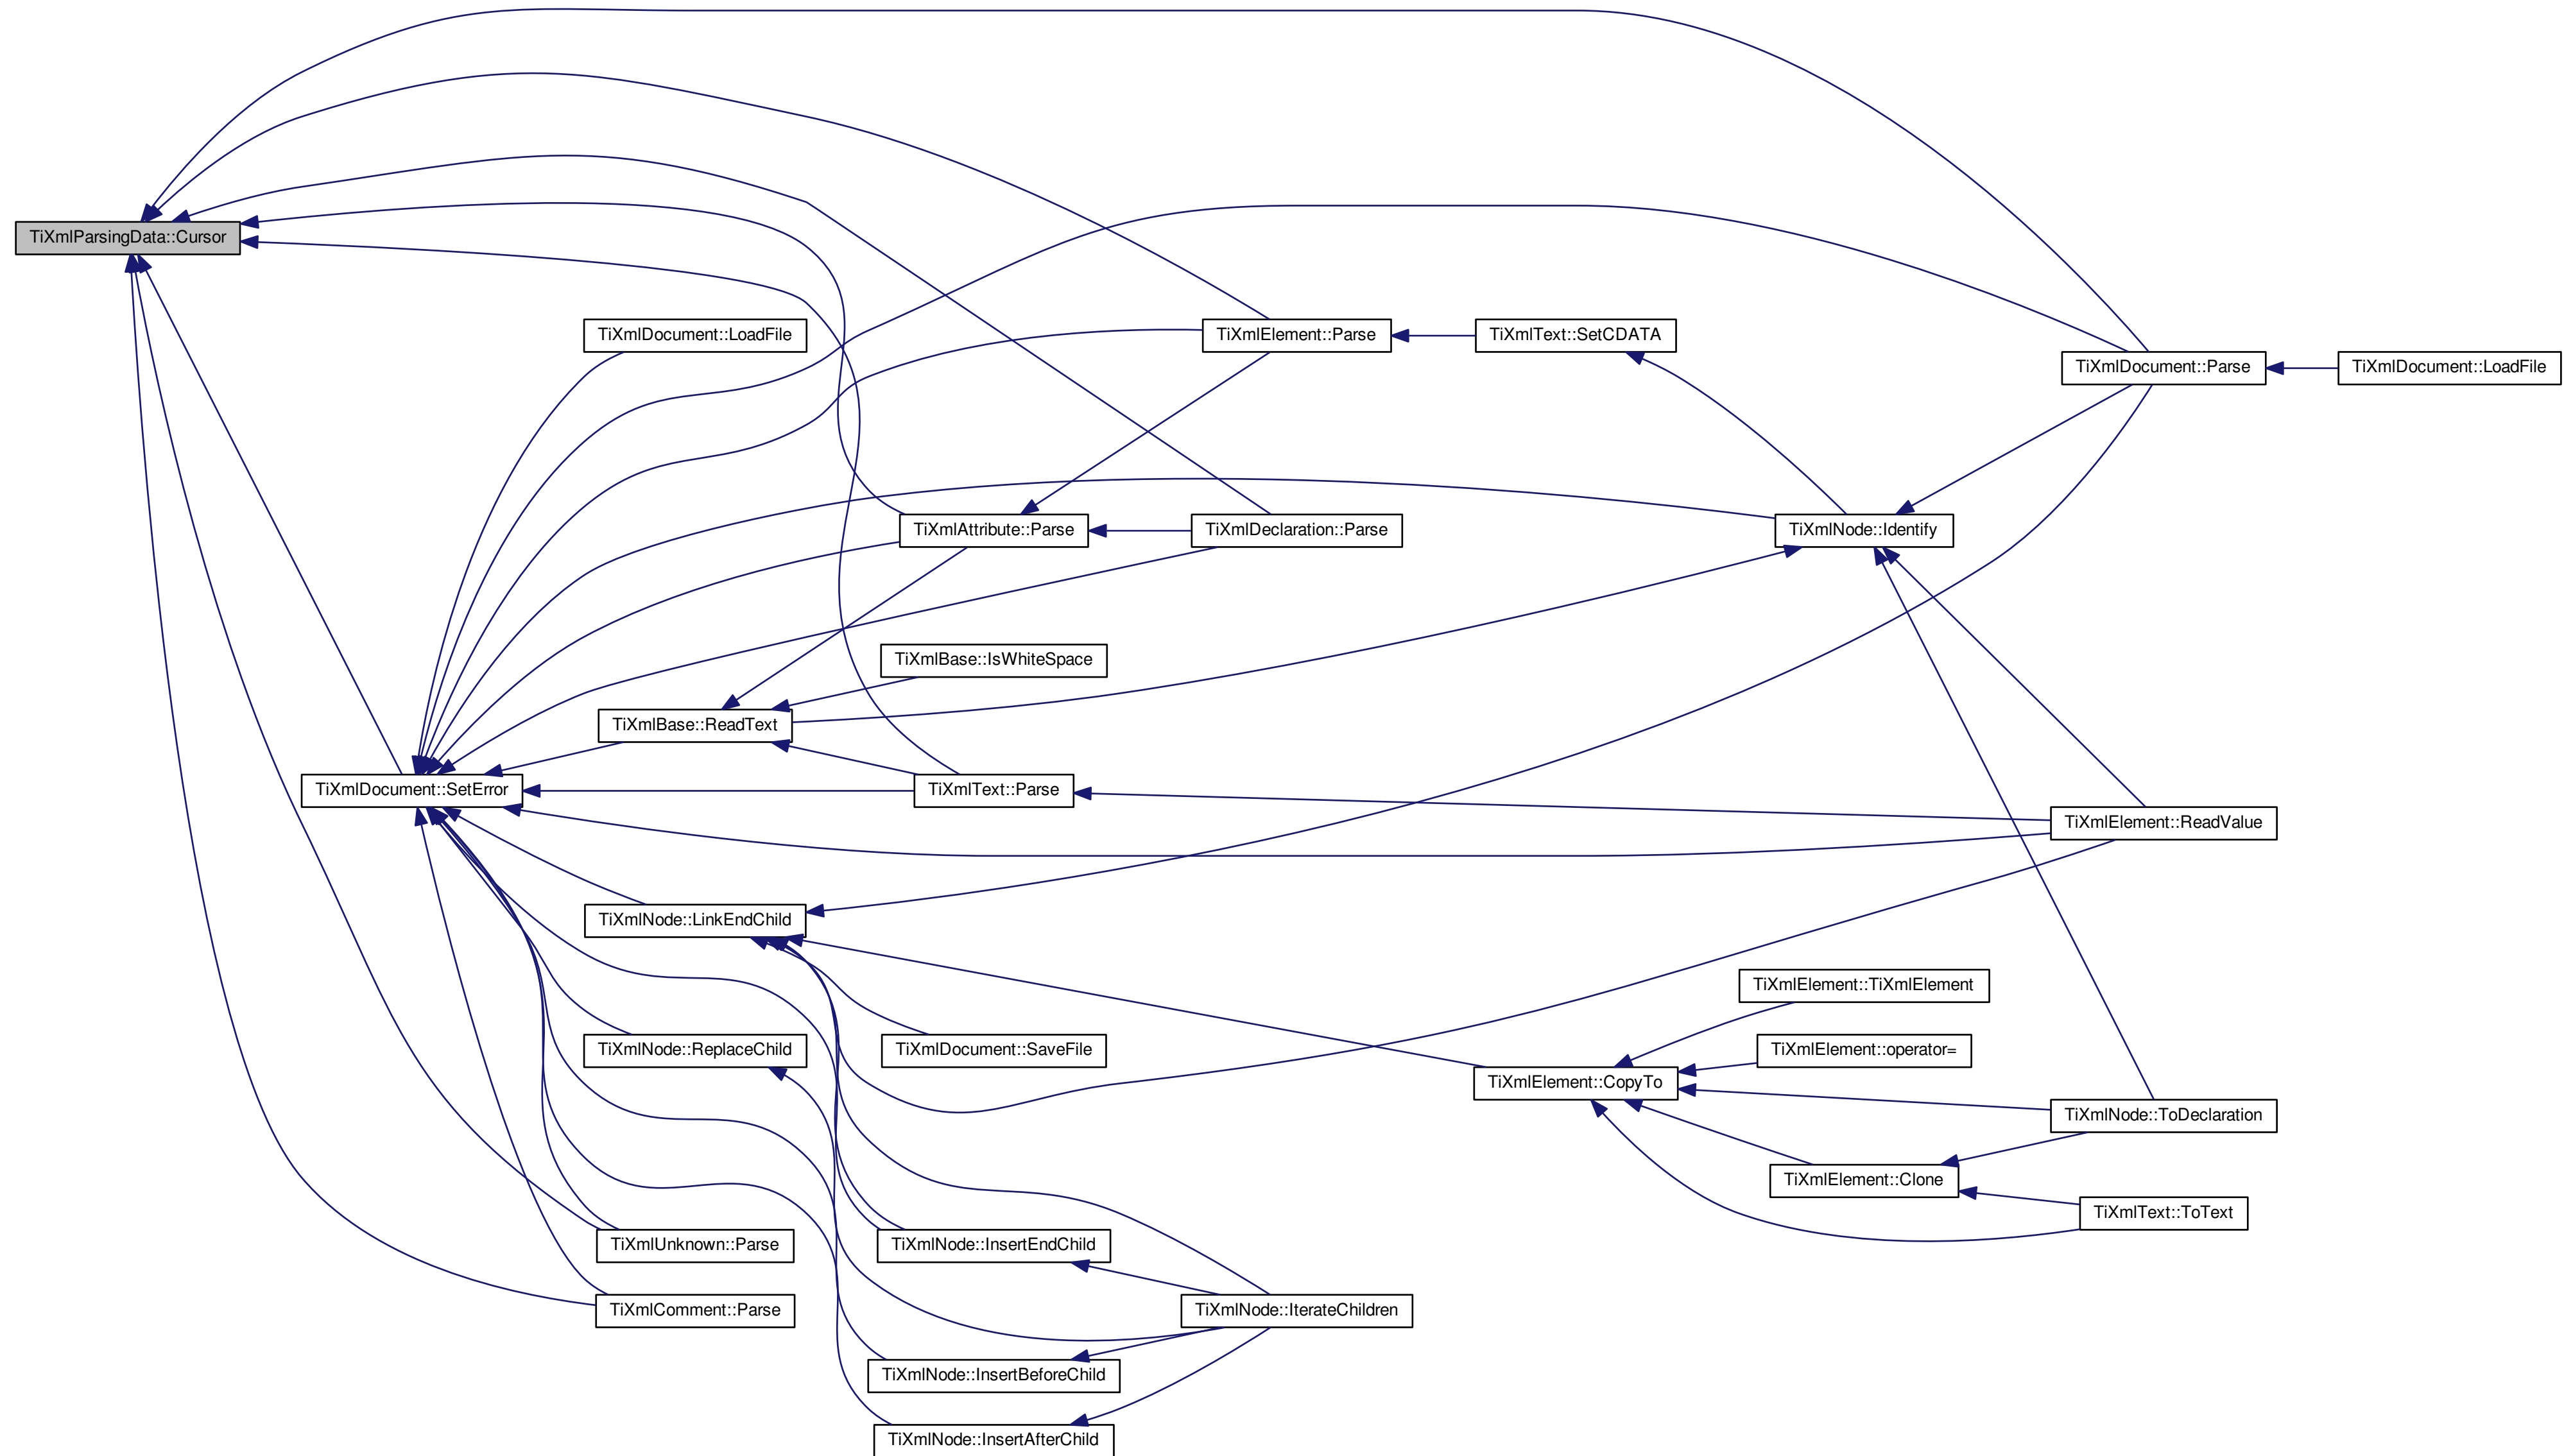 TiXmlParsingData::Cursor
TiXmlDocument::LoadFile
TiXmlElement::Parse
TiXmlText::SetCDATA
TiXmlDocument::Parse
TiXmlDocument::LoadFile
TiXmlAttribute::Parse
TiXmlDeclaration::Parse
TiXmlNode::Identify
TiXmlBase::IsWhiteSpace
TiXmlBase::ReadText
TiXmlDocument::SetError
TiXmlText::Parse
TiXmlElement::ReadValue
TiXmlNode::LinkEndChild
TiXmlElement::TiXmlElement
TiXmlNode::ReplaceChild
TiXmlDocument::SaveFile
TiXmlElement::operator=
TiXmlElement::CopyTo
TiXmlNode::ToDeclaration
TiXmlElement::Clone
TiXmlText::ToText
TiXmlUnknown::Parse
TiXmlNode::InsertEndChild
TiXmlComment::Parse
TiXmlNode::IterateChildren
TiXmlNode::InsertBeforeChild
TiXmlNode::InsertAfterChild